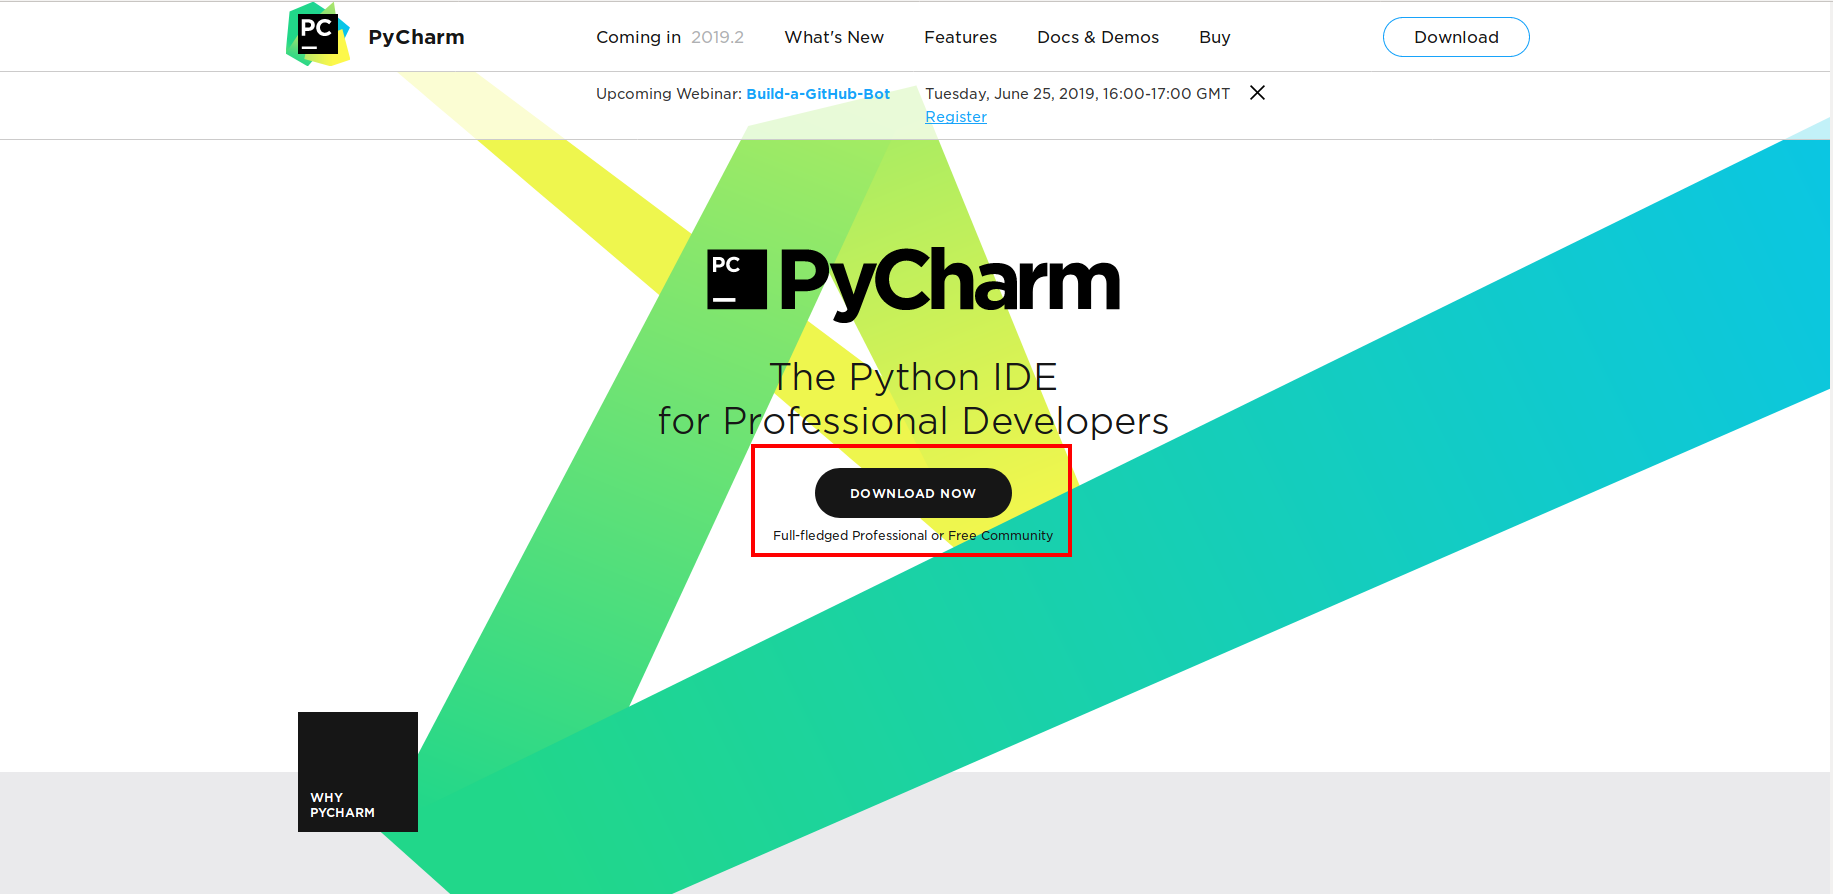 PC
PyCharm
Coming in 2019.2
What's New
Features
Docs & Demos
Buy
Download
Upcoming Webinar: Build-a-GitHub-Bot
Tuesday, June 25, 2019, 16:00-17:00 GMT
Register
PC
PyCharm
The Python IDE
for Professional Developers
DOWNLOAD NOW
Full-fledged Professional or Free Community
WHY
PYCHARM